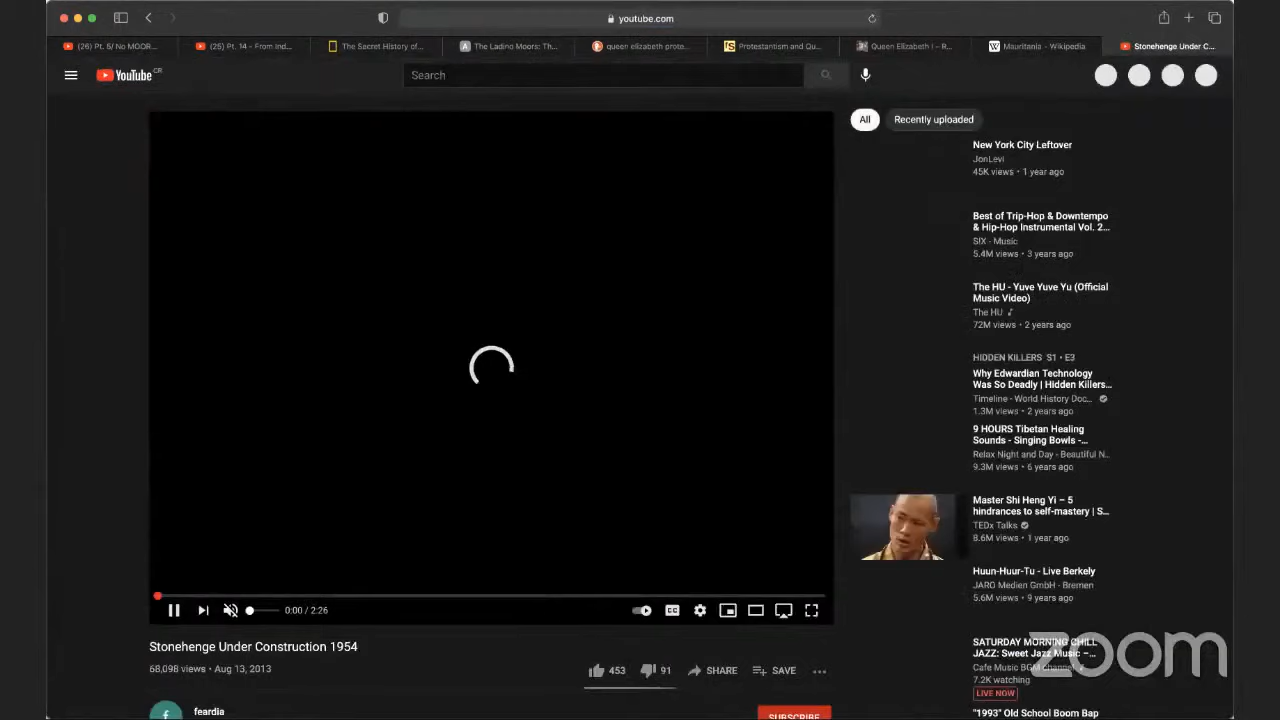 youtube.com
(26) Pt. 5/ No MOOR...
(25) Pt. 14 - From Ind...
The Secret History of...
The Ladino Moors: Th...
queen elizabeth prote...
Protestantism and Qu...
Queen Elizabeth I – R...
Mauritania - Wikipedia
Stonehenge Under C...
YouTube CR
Search
All
Recently uploaded
New York City Leftover
JonLevi
45K views • 1 year ago
Best of Trip-Hop & Downtempo
& Hip-Hop Instrumental Vol. 2...
S!X - Music
5.4M views • 3 years ago
The HU - Yuve Yuve Yu (Official
Music Video)
The HU
72M views • 2 years ago
HIDDEN KILLERS S1 • E3
Why Edwardian Technology
Was So Deadly | Hidden Killers...
Timeline - World History Doc...
1.3M views • 2 years ago
9 HOURS Tibetan Healing
Sounds - Singing Bowls -...
Relax Night and Day - Beautiful N..
9.3M views • 6 years ago
Master Shi Heng Yi – 5
hindrances to self-mastery | S...
TEDx Talks
8.6M views • 1 year ago
Huun-Huur-Tu - Live Berkely
JARO Medien GmbH - Bremen
5.6M views • 9 years ago
SATURDAY MORNING CHILL
JAZZ: Sweet Jazz Music –...
Cafe Music BGM channel
7.2K watching
LIVE NOW
"1993" Old School Boom Bap
0:00 / 2:26
CC
Stonehenge Under Construction 1954
68,098 views • Aug 13, 2013
453
91
SHARE
SAVE
f
feardia
SUBSCRIBE
zoom